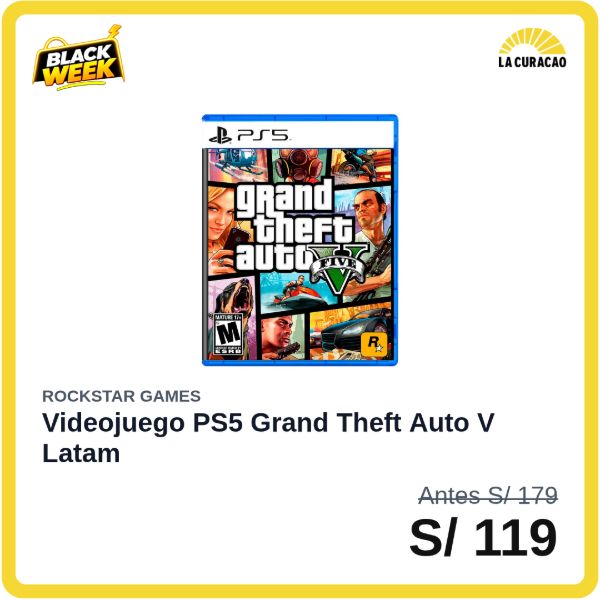 BLACK
WEEK
LA CURACAO
PS5
grand
theft
auto
FIVE
MATURE 17+
M
ESRB
R
ROCKSTAR GAMES
Videojuego PS5 Grand Theft Auto V
Latam
Antes S/ 179
S/ 119